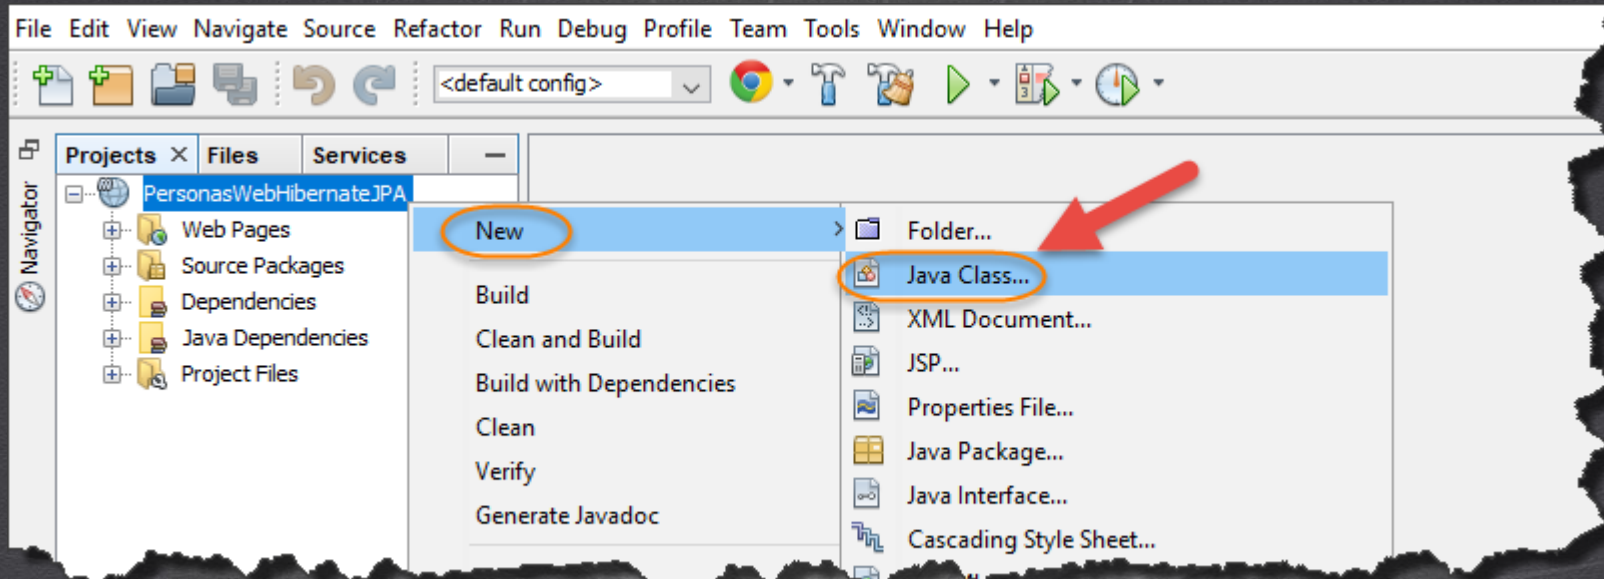 File Edit View Navigate Source Refactor Run Debug Profile Team Tools Window Help
<default config>
Projects Files Services
Navigator
PersonasWebHibernateJPA
Web Pages
Source Packages
Dependencies
Java Dependencies
Project Files
New
Build
Clean and Build
Build with Dependencies
Clean
Verify
Generate Javadoc
Folder...
Java Class...
XML Document...
JSP...
Properties File...
Java Package...
Java Interface...
Cascading Style Sheet...